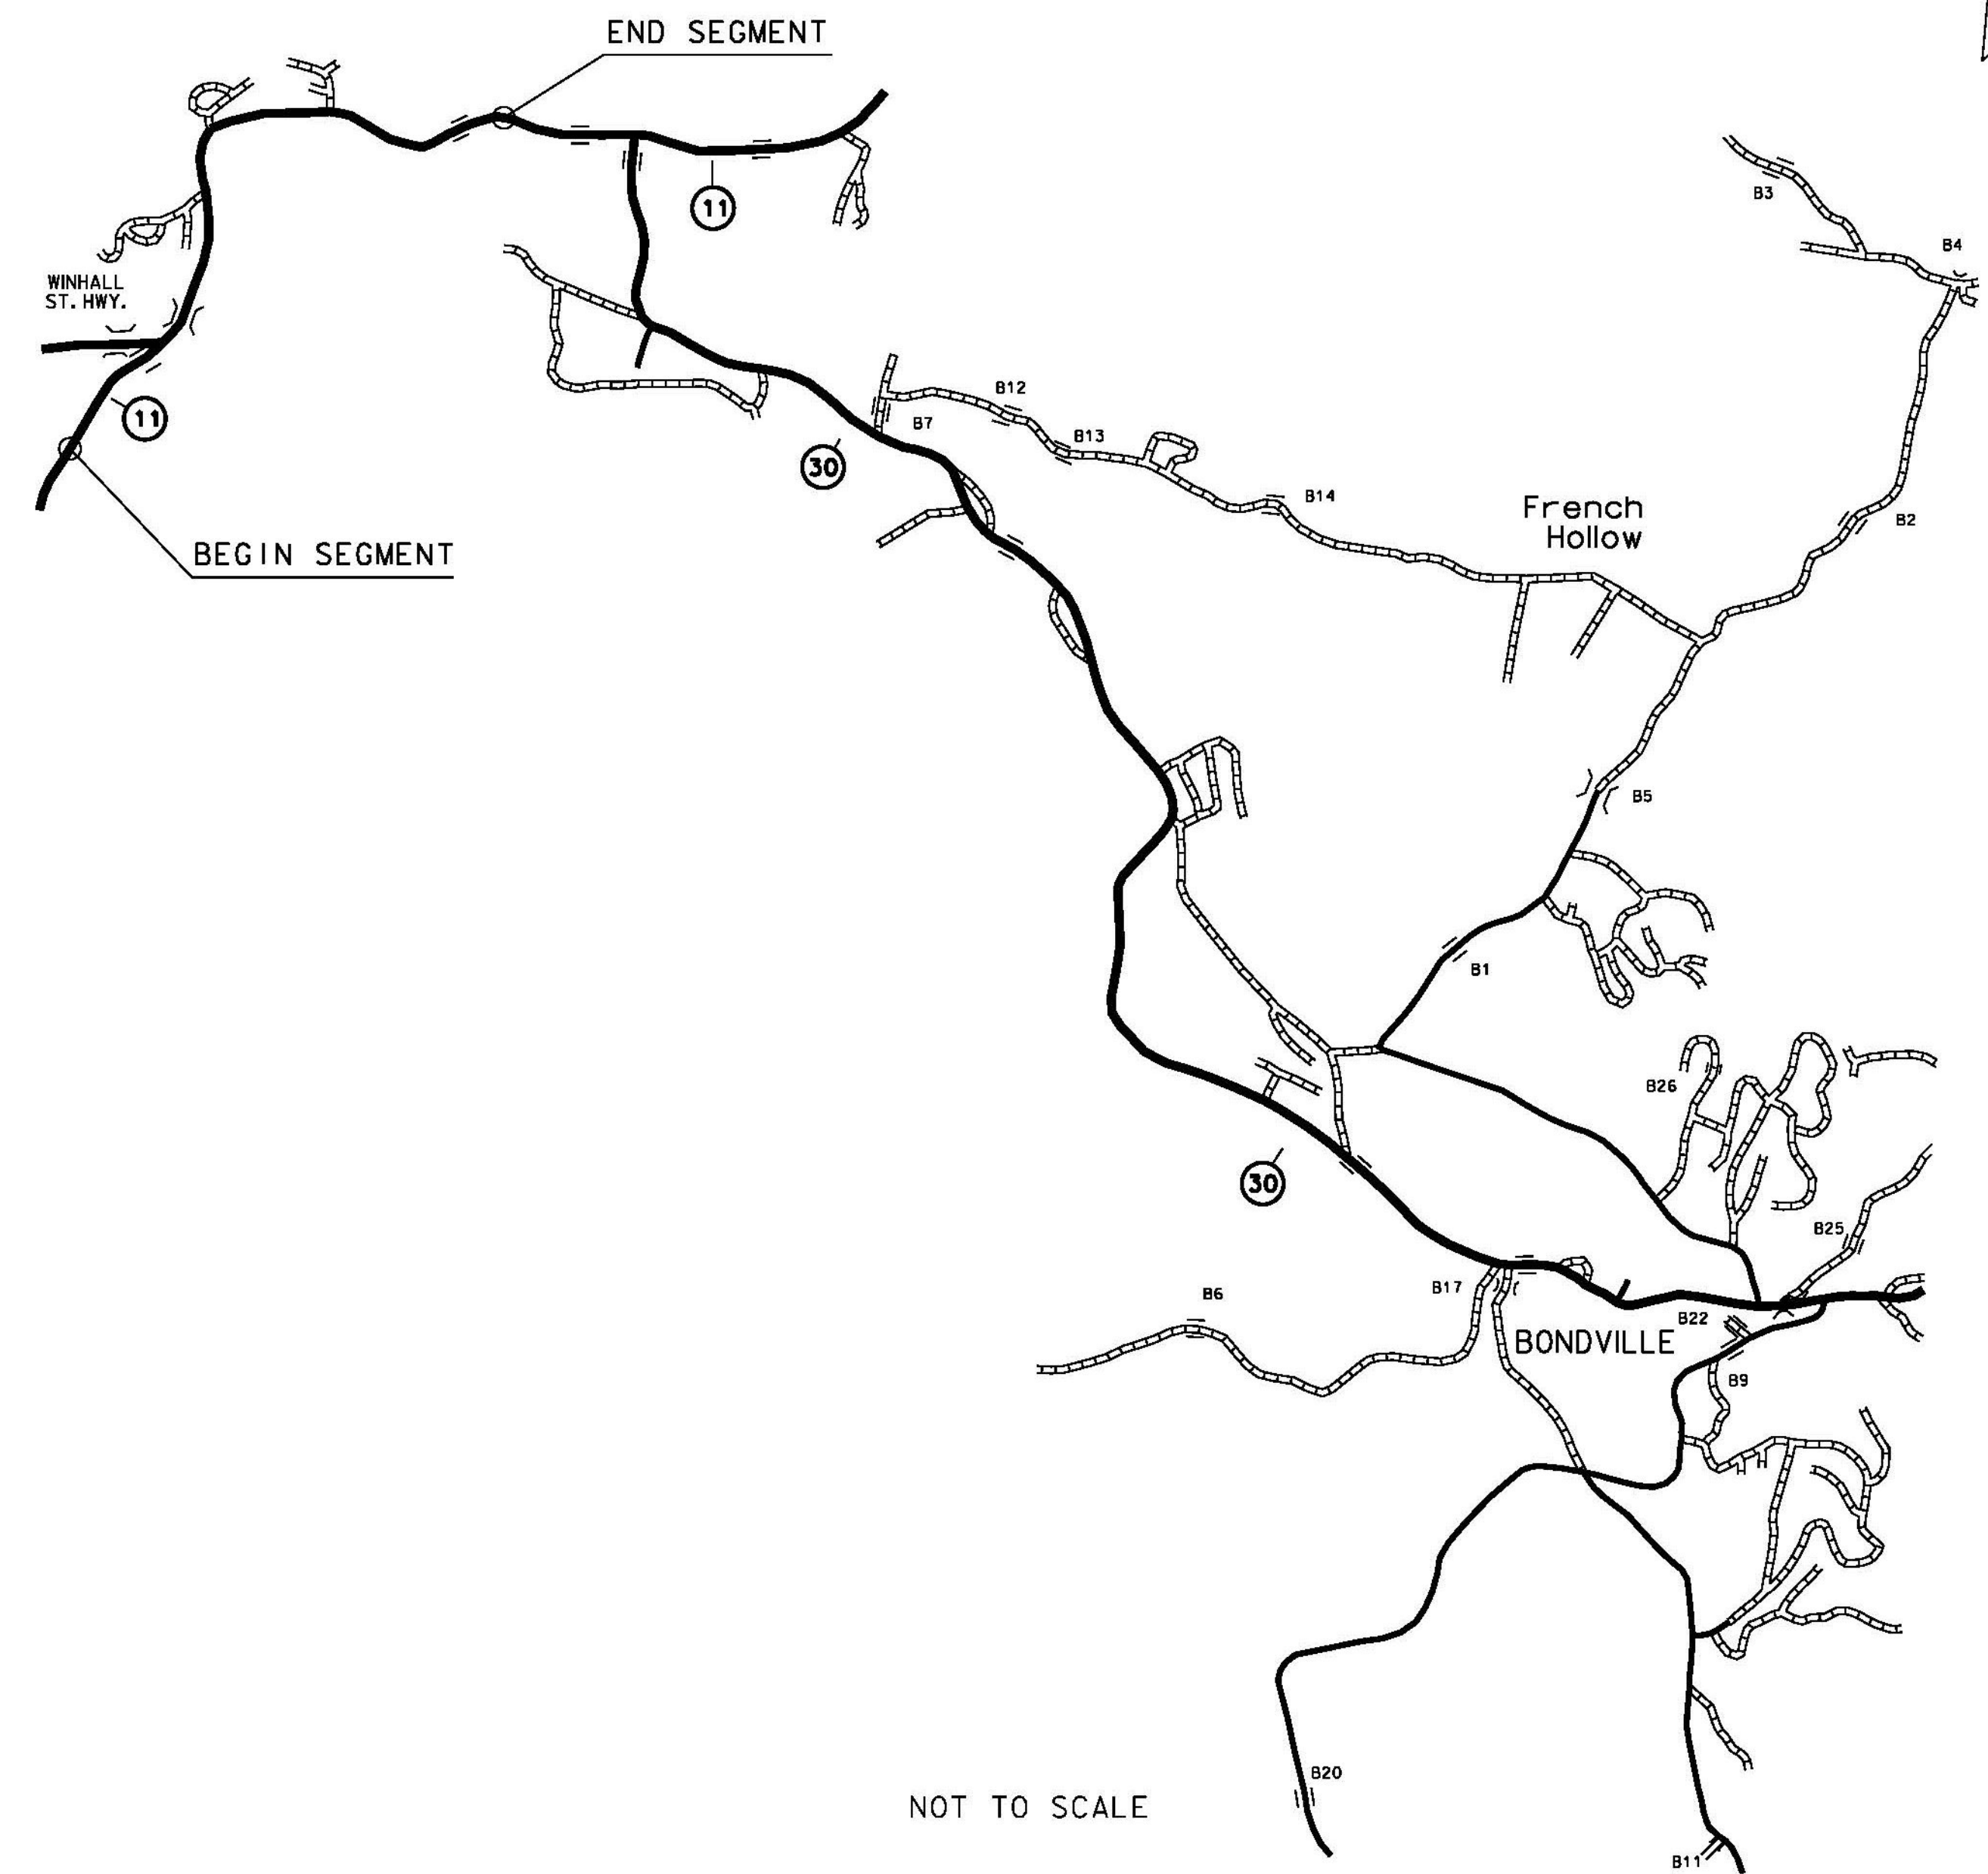 END SEGMENT
B3
11
B4
WINHALL
ST. HWY.
B12
11
B7
B13
30
B14
French
Hollow
B2
BEGIN SEGMENT
B5
B1
B26
30
B25
B17
B6
B22
BONDVILLE
B9
B20
NOT TO SCALE
B11